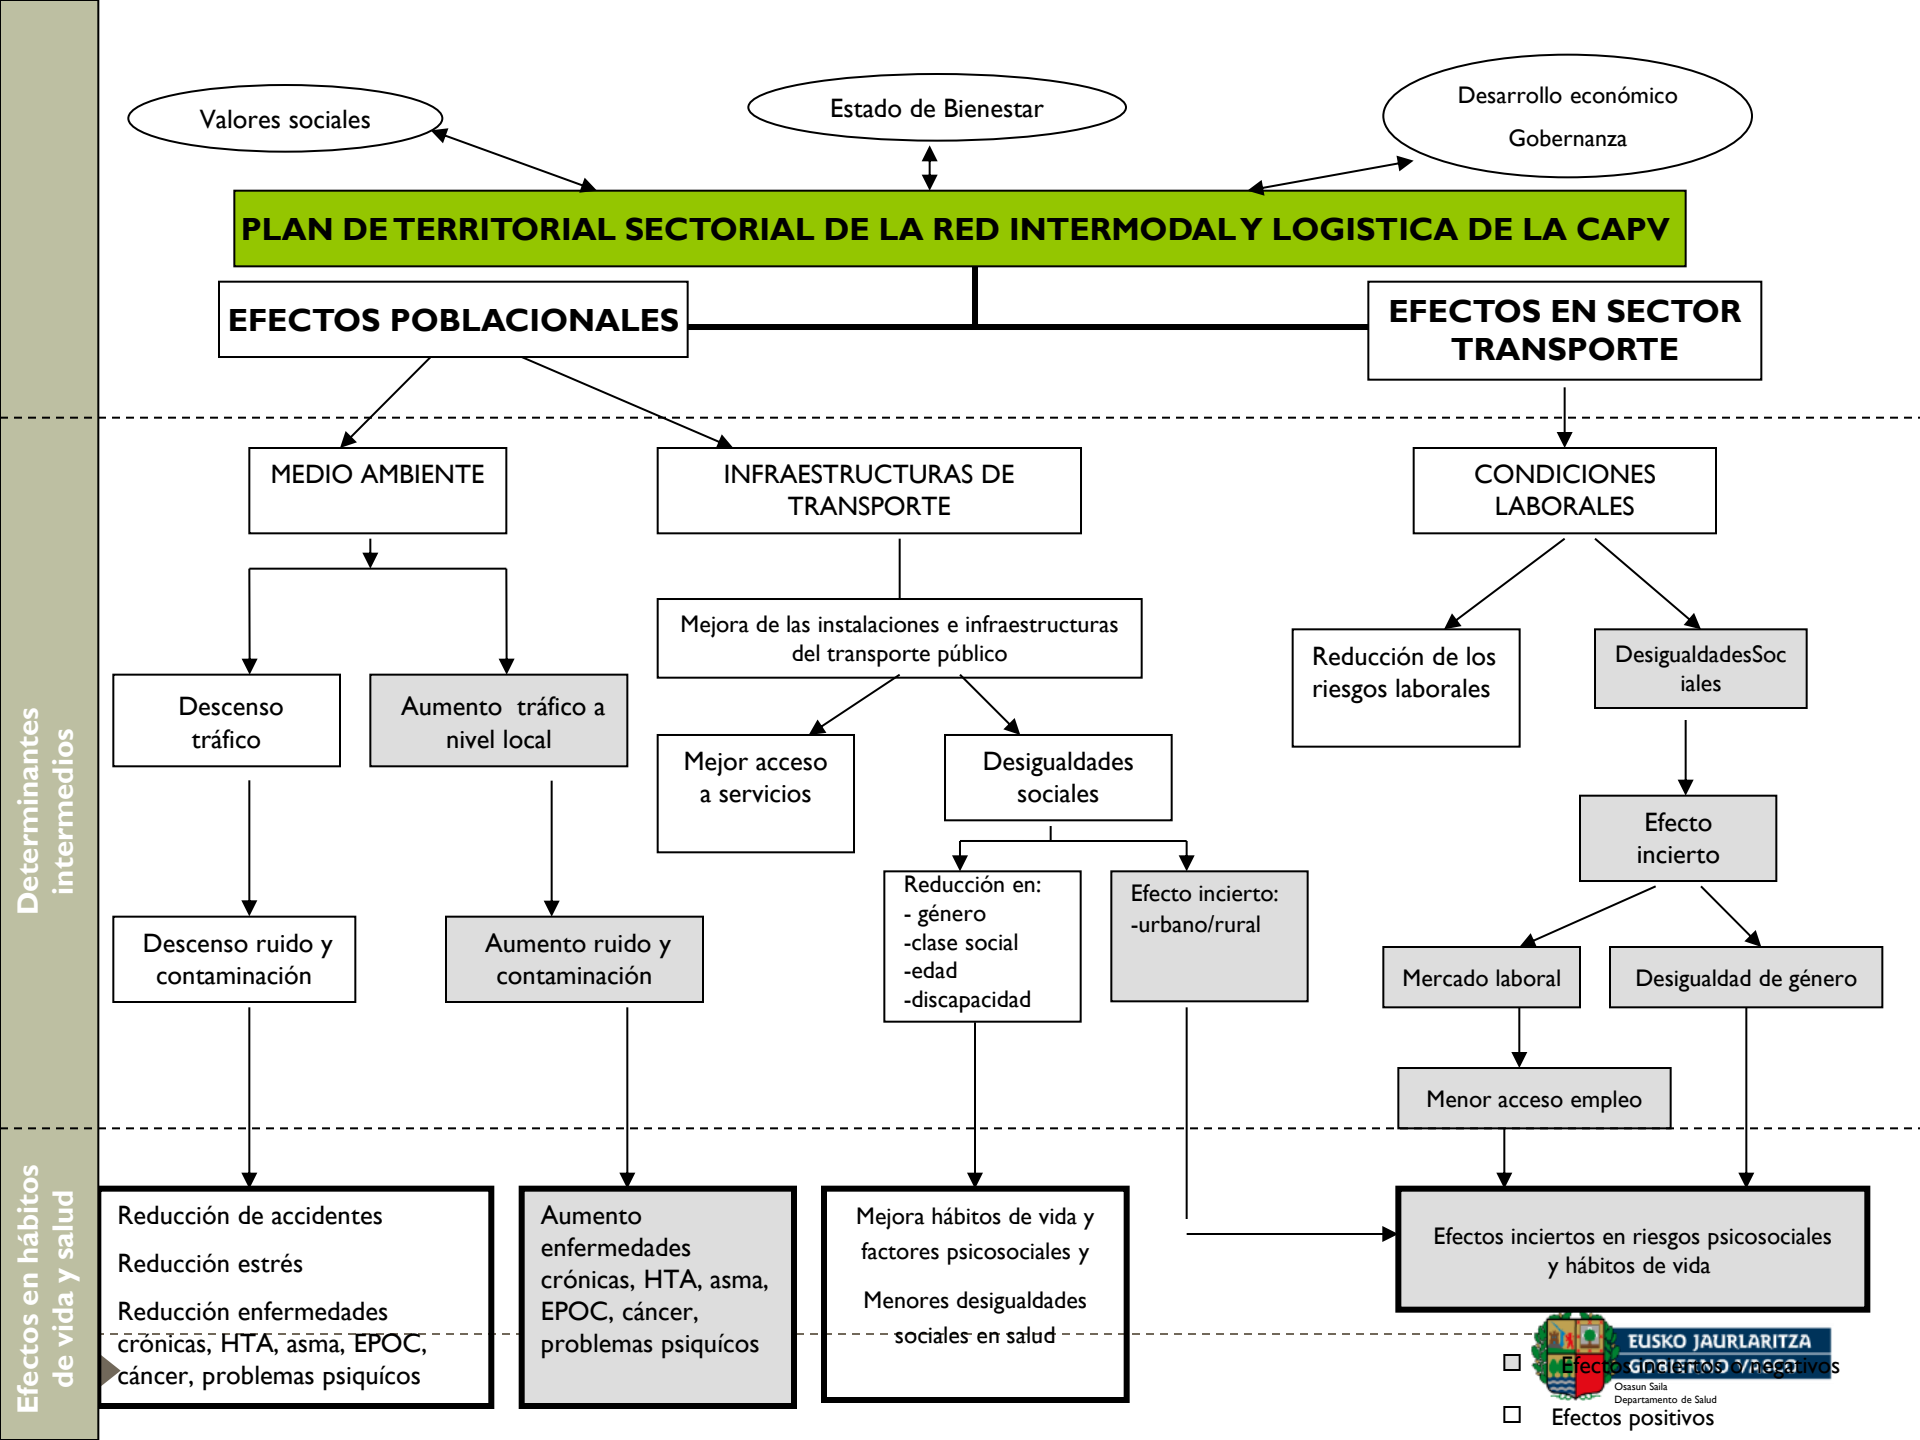 Valores sociales
Estado de Bienestar
Desarrollo económico
Gobernanza
PLAN DE TERRITORIAL SECTORIAL DE LA RED INTERMODAL Y LOGISTICA DE LA CAPV
EFECTOS POBLACIONALES
EFECTOS EN SECTOR
TRANSPORTE
Determinantes
intermedios
MEDIO AMBIENTE
INFRAESTRUCTURAS DE
TRANSPORTE
CONDICIONES
LABORALES
Mejora de las instalaciones e infraestructuras
del transporte público
Reducción de los
riesgos laborales
DesigualdadesSoc
iales
Descenso
tráfico
Aumento tráfico a
nivel local
Mejor acceso
a servicios
Desigualdades
sociales
Efecto
incierto
Reducción en:
- género
-clase social
-edad
-discapacidad
Efecto incierto:
-urbano/rural
Descenso ruido y
contaminación
Aumento ruido y
contaminación
Mercado laboral
Desigualdad de género
Menor acceso empleo
Efectos en hábitos
de vida y salud
Reducción de accidentes
Reducción estrés
Reducción enfermedades
crónicas, HTA, asma, EPOC,
cáncer, problemas psiquícos
Aumento
enfermedades
crónicas, HTA, asma,
EPOC, cáncer,
problemas psiquícos
Mejora hábitos de vida y
factores psicosociales y
Menores desigualdades
sociales en salud
Efectos inciertos en riesgos psicosociales
y hábitos de vida
EUSKO JAURLARITZA
GOBIERNO VASCO
Efectos inciertos o negativos
Osasun Saila
Departamento de Salud
Efectos positivos